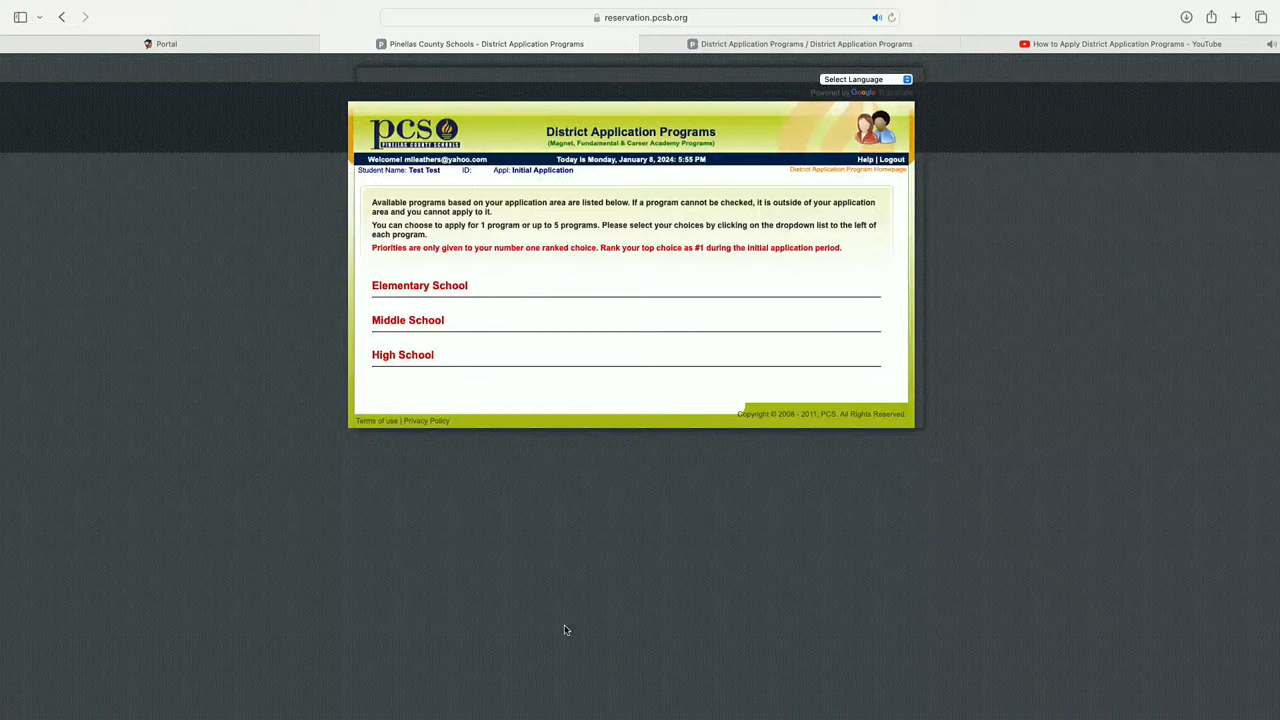 reservation.pcsb.org
Portal
Pinellas County Schools - District Application Programs
District Application Programs / District Application Programs
How to Apply District Application Programs - YouTube
Select Language
Powered by Google Translate
pcs
PINELLAS COUNTY SCHOOLS
District Application Programs
(Magnet, Fundamental & Career Academy Programs)
Welcome! mlleathers@yahoo.com Today is Monday, January 8, 2024: 5:55 PM Help | Logout
Student Name: Test Test ID: Appl: Initial Application District Application Program Homepage
Available programs based on your application area are listed below. If a program cannot be checked, it is outside of your application
area and you cannot apply to it.
You can choose to apply for 1 program or up to 5 programs. Please select your choices by clicking on the dropdown list to the left of
each program.
Priorities are only given to your number one ranked choice. Rank your top choice as #1 during the initial application period.
Elementary School
Middle School
High School
Copyright © 2008 - 2011, PCS. All Rights Reserved.
Terms of use | Privacy Policy